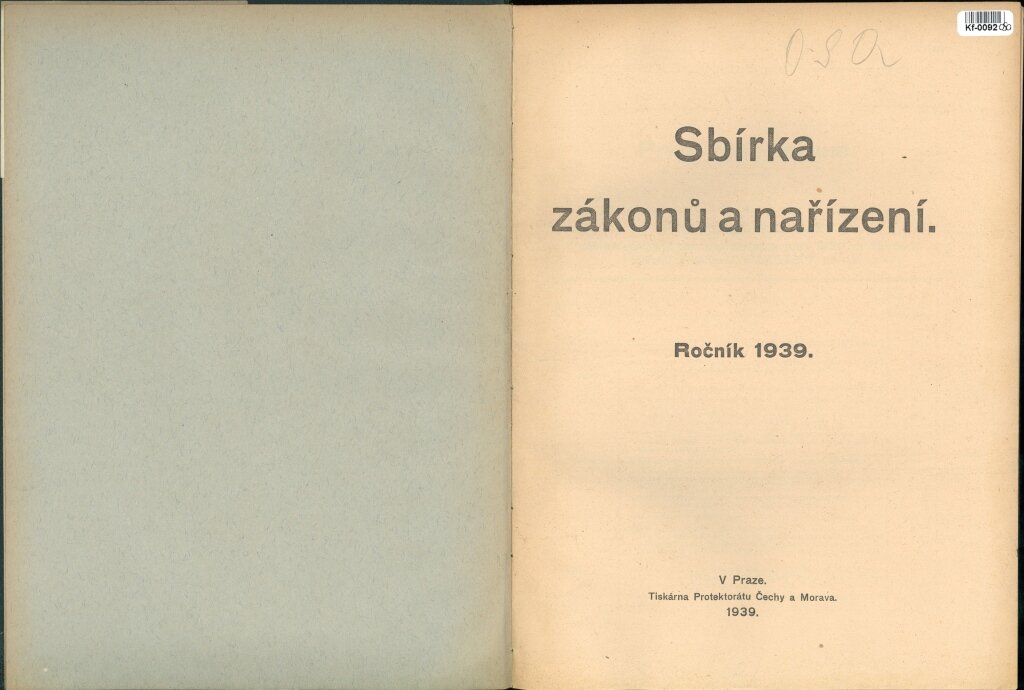 Kf-0092
Sbírka
zákonů a nařízení.
Ročník 1939.
V Praze.
Tiskárna Protektorátu Čechy a Morava.
1939.